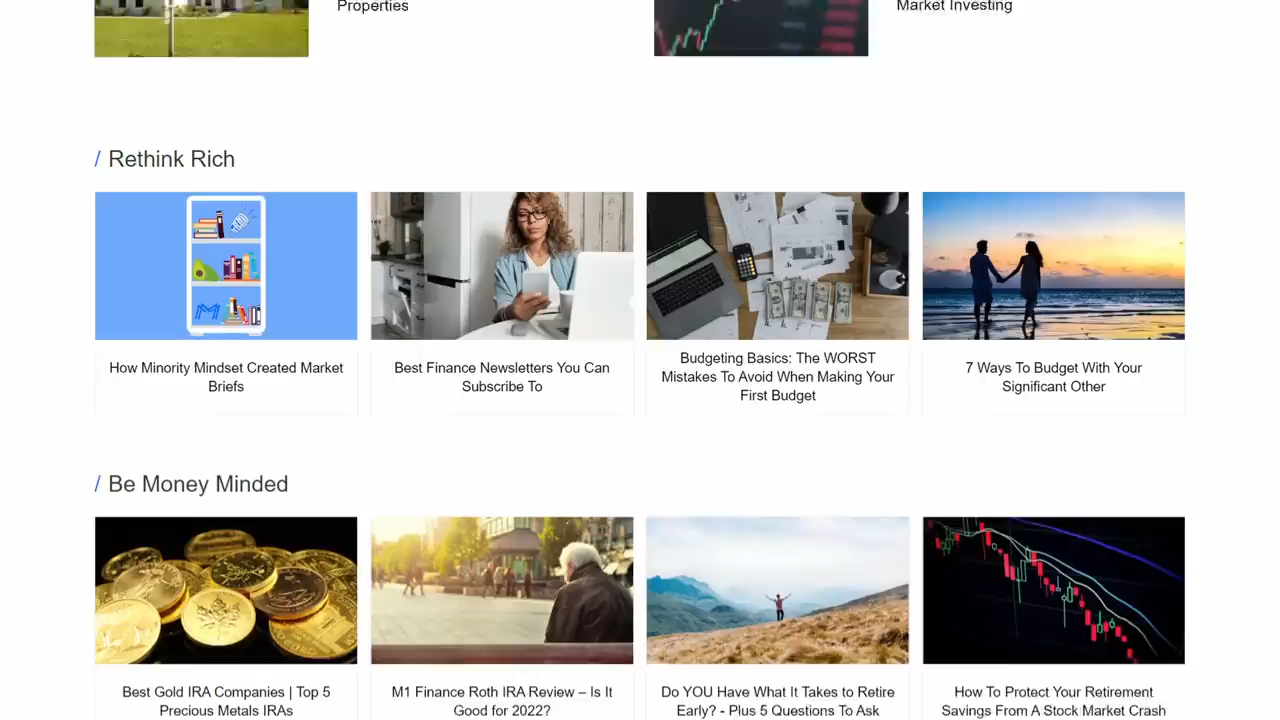 Properties
Market Investing
/ Rethink Rich
How Minority Mindset Created Market
Briefs
Best Finance Newsletters You Can
Subscribe To
Budgeting Basics: The WORST
Mistakes To Avoid When Making Your
First Budget
7 Ways To Budget With Your
Significant Other
/ Be Money Minded
Best Gold IRA Companies | Top 5
Precious Metals IRAs
M1 Finance Roth IRA Review – Is It
Good for 2022?
Do YOU Have What It Takes to Retire
Early? - Plus 5 Questions To Ask
How To Protect Your Retirement
Savings From A Stock Market Crash